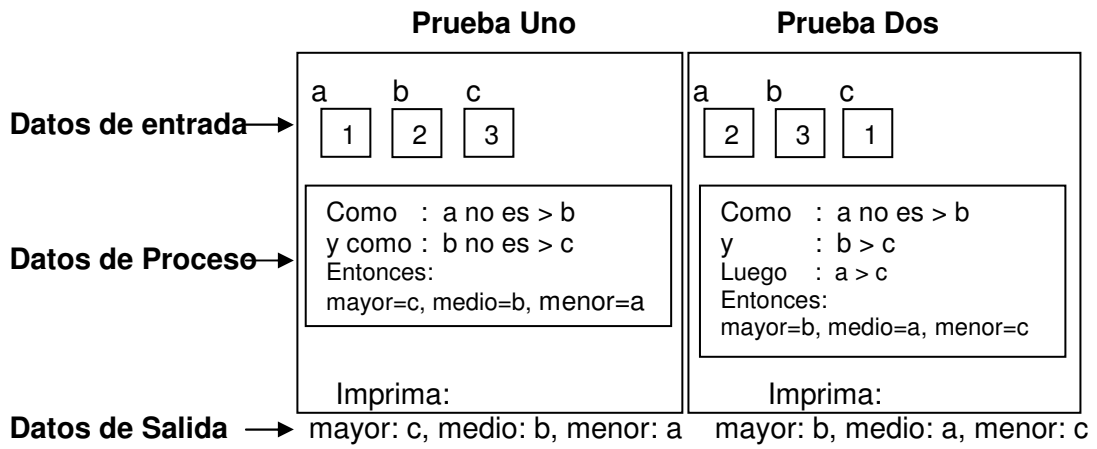 Prueba Uno
Prueba Dos
Datos de entrada
a b c
1 2 3
a b c
2 3 1
Datos de Proceso
Como : a no es > b
y como : b no es > c
Entonces:
mayor=c, medio=b, menor=a
Como : a no es > b
y : b > c
Luego : a > c
Entonces:
mayor=b, medio=a, menor=c
Datos de Salida
Imprima:
mayor: c, medio: b, menor: a
Imprima:
mayor: b, medio: a, menor: c